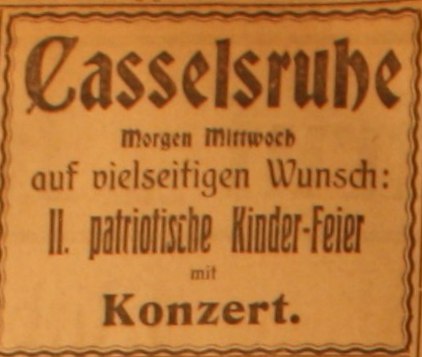 Casselsruhe
Morgen Mittwoch
auf vielseitigen Wunsch:
II. patriotische Kinder-Feier
mit
Konzert.